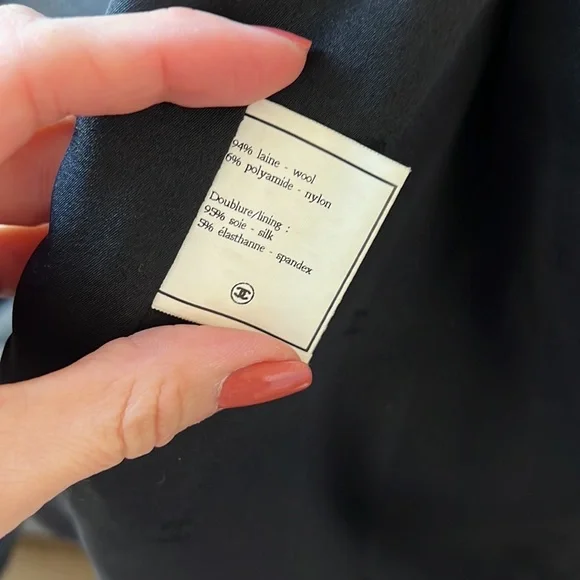 94% laine - wool
6% polyamide - nylon
Doublure/lining :
95% soie - silk
5% élasthanne - spandex